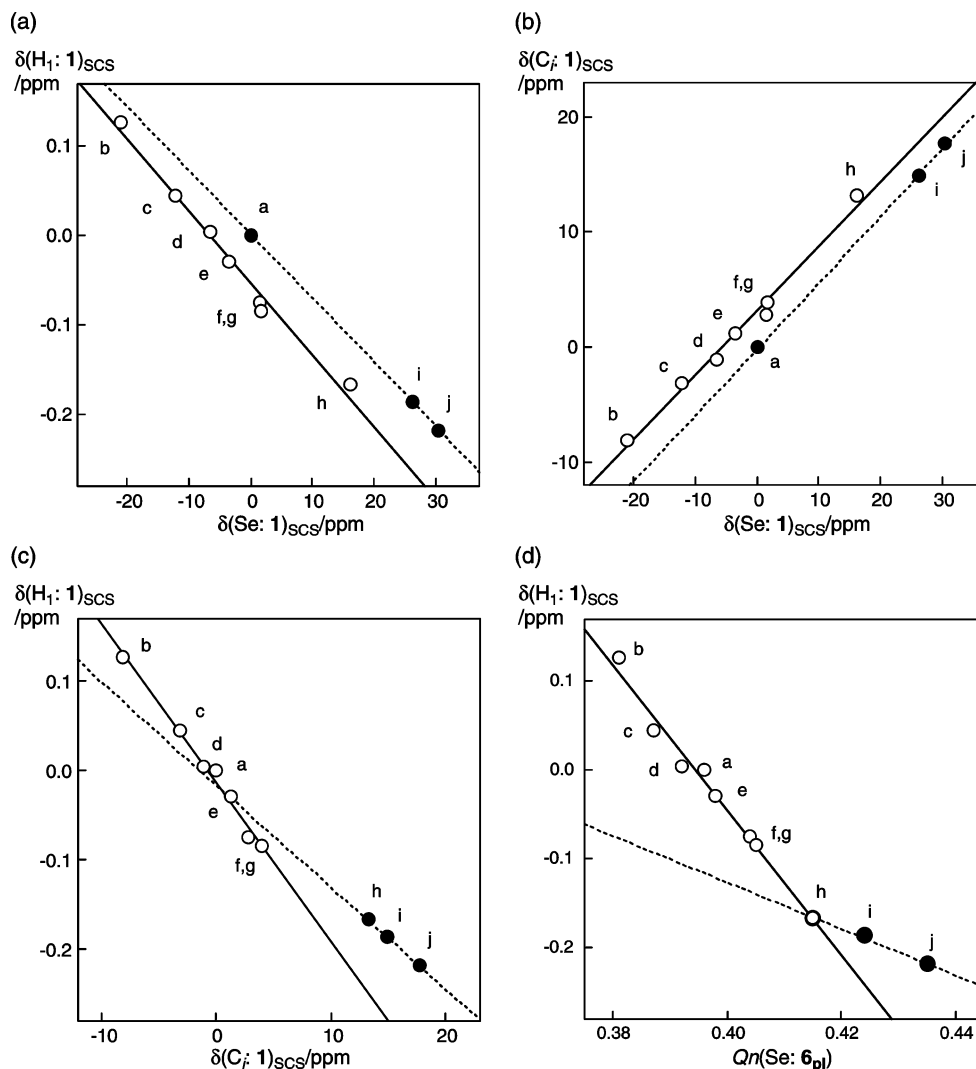 (a)
δ(H1: 1)SCS
/ppm
0.1
0.0
-0.1
-0.2
b
c
d
e
a
f,g
h
i
j
-20
-10
0
10
20
30
δ(Se: 1)SCS/ppm
(b)
δ(Ci: 1)SCS
/ppm
20
10
0
-10
h
j
i
f,g
e
d
c
a
b
-20
-10
0
10
20
30
δ(Se: 1)SCS/ppm
(c)
δ(H1: 1)SCS
/ppm
0.1
0.0
-0.1
-0.2
b
c
d
a
e
f,g
h
i
j
-10
0
10
20
δ(Ci: 1)SCS/ppm
(d)
δ(H1: 1)SCS
/ppm
0.1
0.0
-0.1
-0.2
b
c
d
a
e
f,g
h
i
j
0.38
0.40
0.42
0.44
Qn(Se: 6pl)